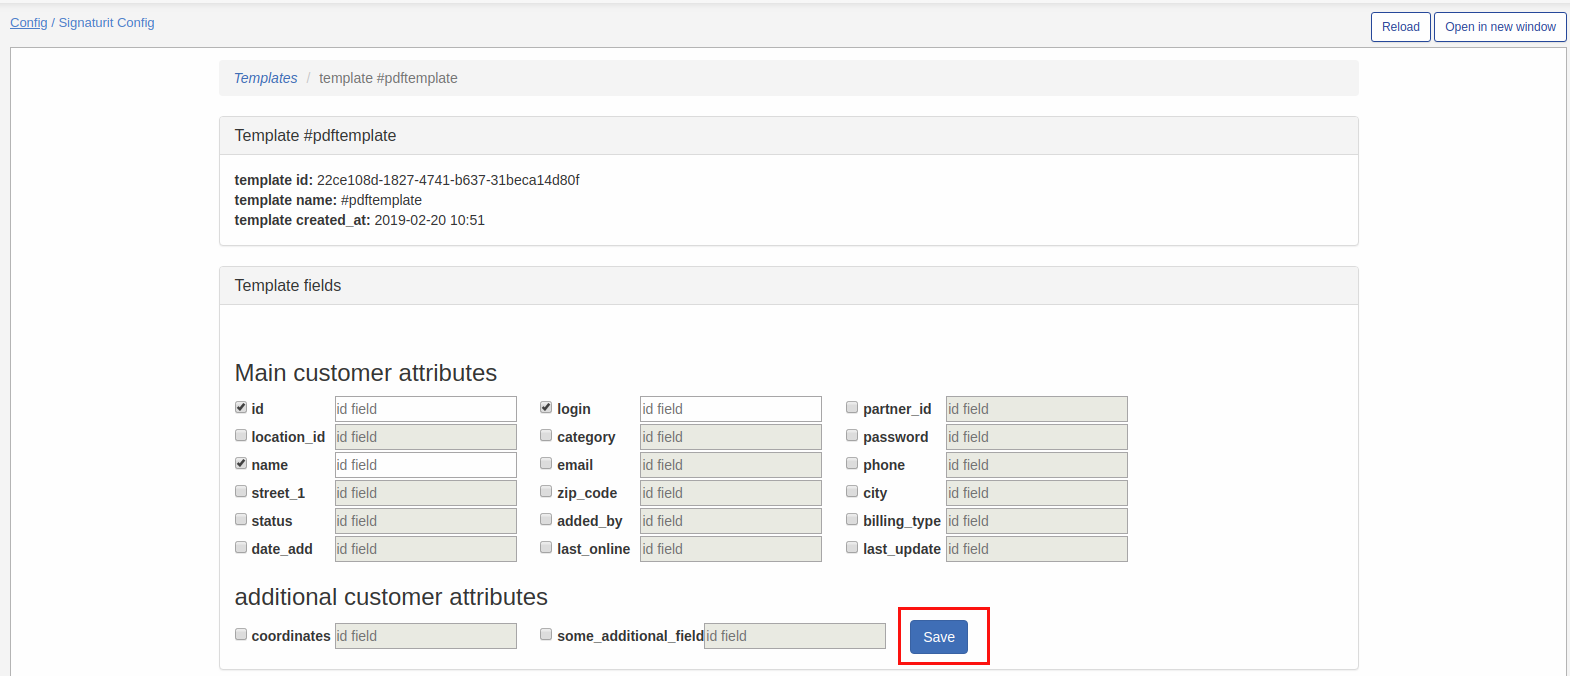 Config / Signaturit Config
Reload
Open in new window
Templates / template #pdftemplate
Template #pdftemplate
template id: 22ce108d-1827-4741-b637-31beca14d80f
template name: #pdftemplate
template created_at: 2019-02-20 10:51
Template fields
Main customer attributes
id id field login id field partner_id id field
location_id id field category id field password id field
name id field email id field phone id field
street_1 id field zip_code id field city id field
status id field added_by id field billing_type id field
date_add id field last_online id field last_update id field
additional customer attributes
coordinates id field some_additional_field id field Save